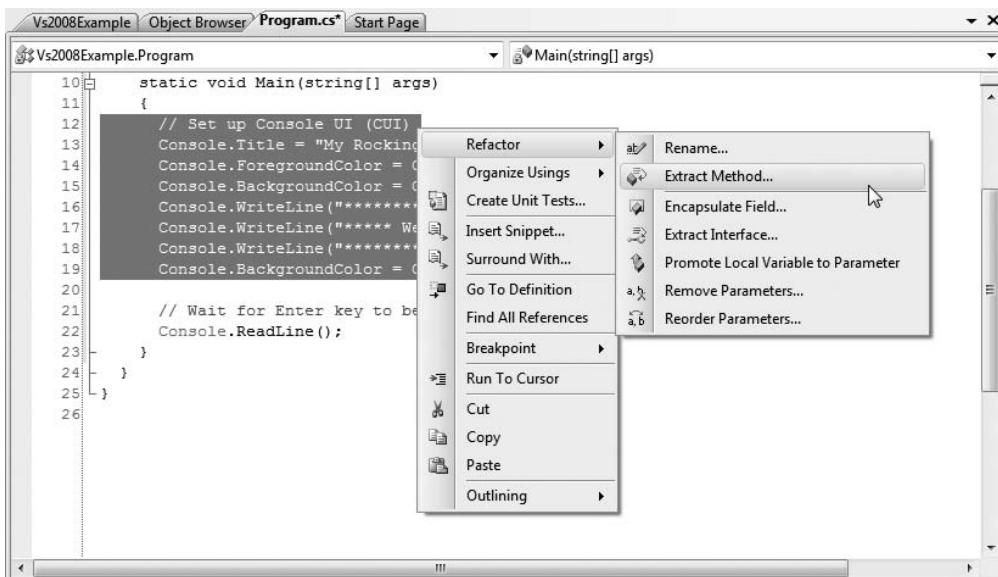 Vs2008Example Object Browser Program.cs* Start Page
Vs2008Example.Program Main(string[] args)
10 static void Main(string[] args)
11 {
12 // Set up Console UI (CUI)
13 Console.Title = "My Rocking
14 Console.ForegroundColor =
15 Console.BackgroundColor =
16 Console.WriteLine("********
17 Console.WriteLine("***** We
18 Console.WriteLine("********
19 Console.BackgroundColor =
20
21 // Wait for Enter key to be
22 Console.ReadLine();
23 }
24 }
25 }
26
Refactor
Organize Usings
Create Unit Tests...
Insert Snippet...
Surround With...
Go To Definition
Find All References
Breakpoint
Run To Cursor
Cut
Copy
Paste
Outlining
Rename...
Extract Method...
Encapsulate Field...
Extract Interface...
Promote Local Variable to Parameter
Remove Parameters...
Reorder Parameters...